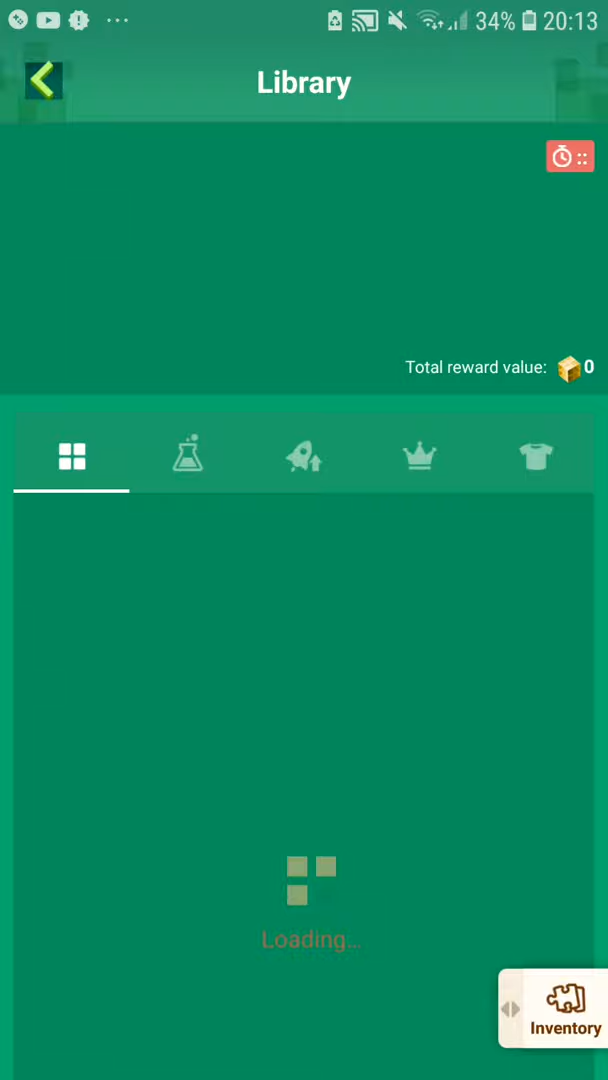 34% 20:13
Library
::
Total reward value: 0
Loading...
Inventory